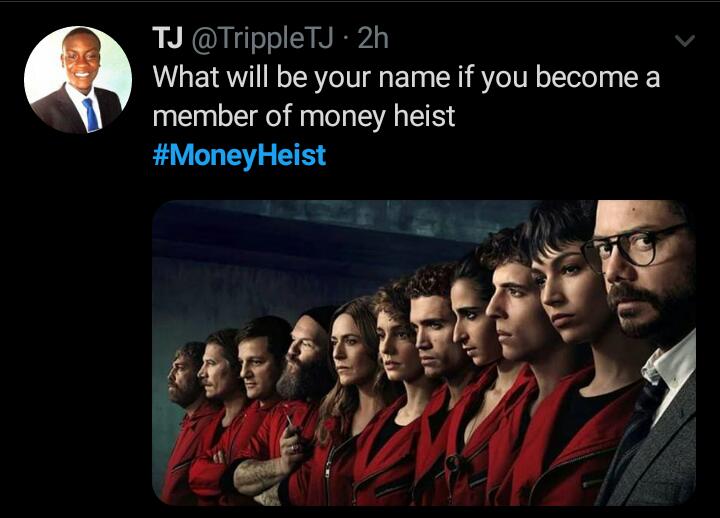 TJ @TrippleTJ · 2h
What will be your name if you become a
member of money heist
#MoneyHeist